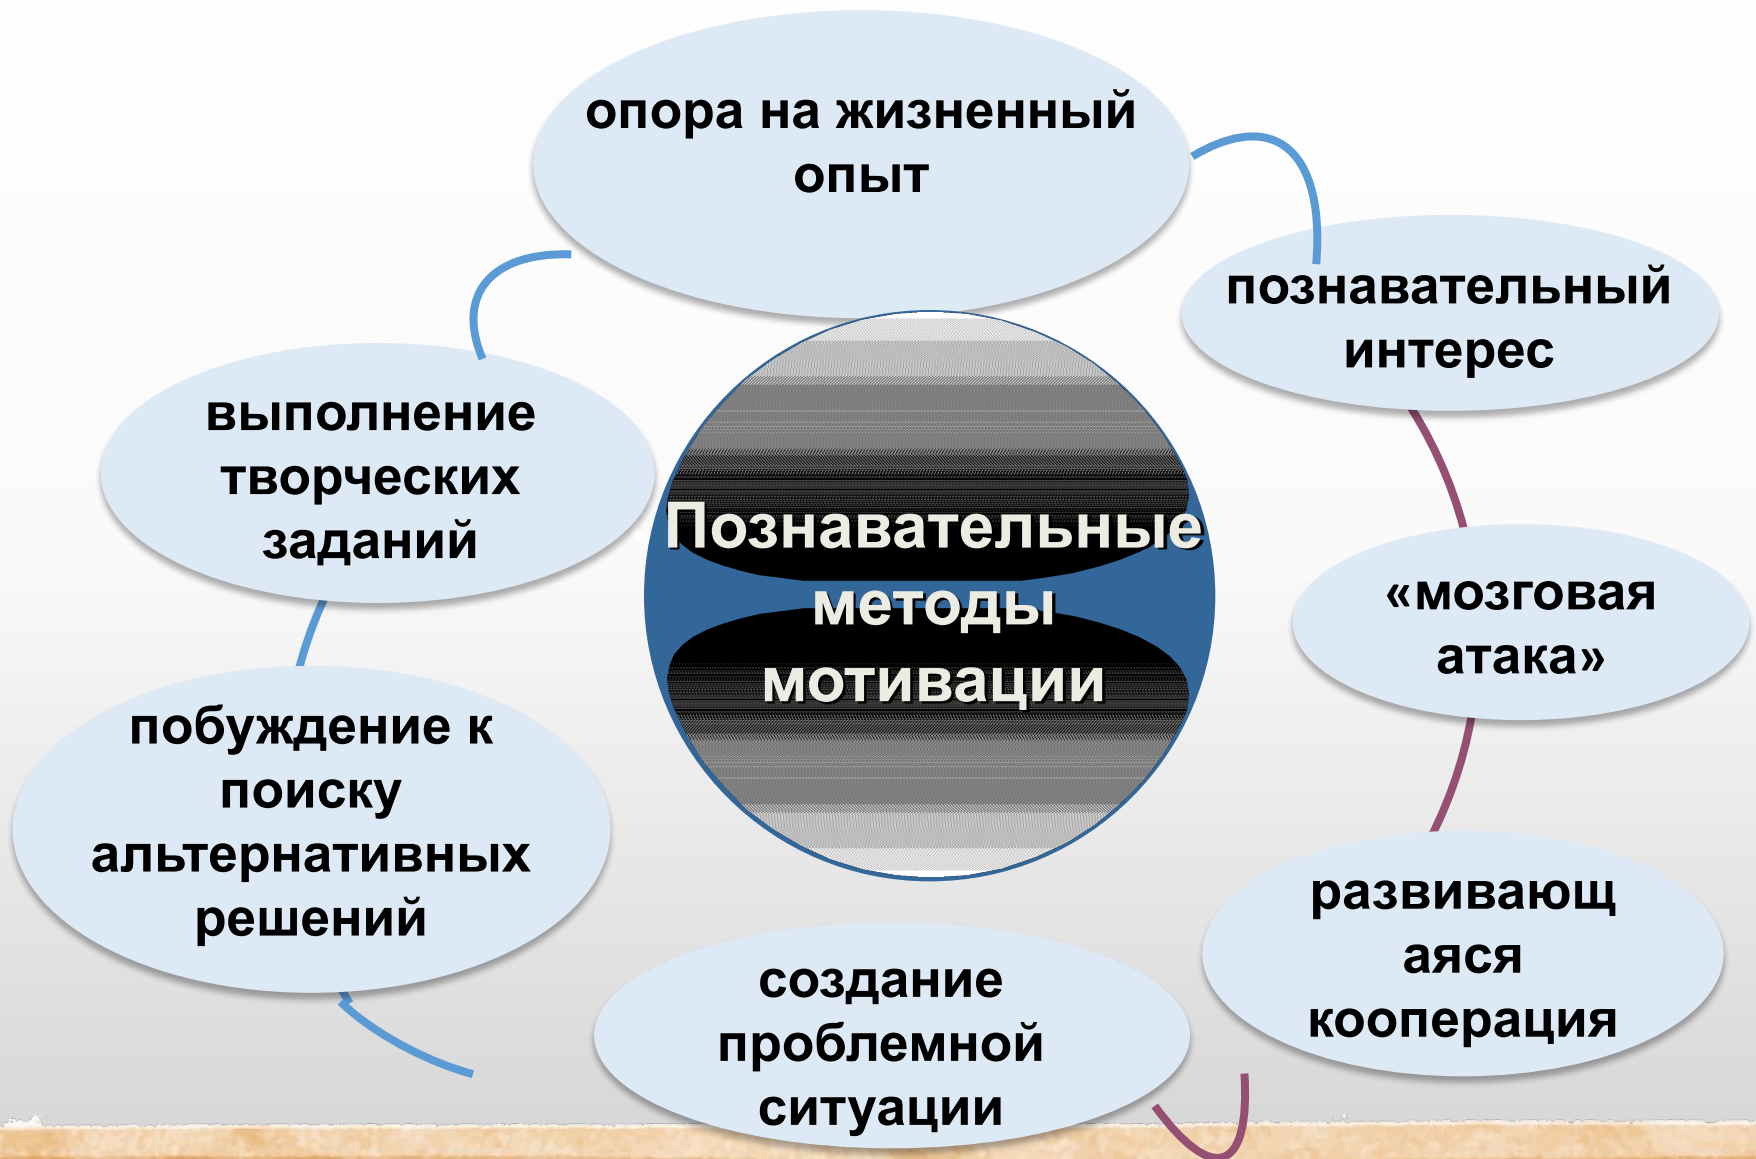 опора на жизненный
опыт
познавательный
интерес
«мозговая
атака»
развивающ
аяся
кооперация
создание
проблемной
ситуации
побуждение к
поиску
альтернативных
решений
выполнение
творческих
заданий
Познавательные
методы
мотивации